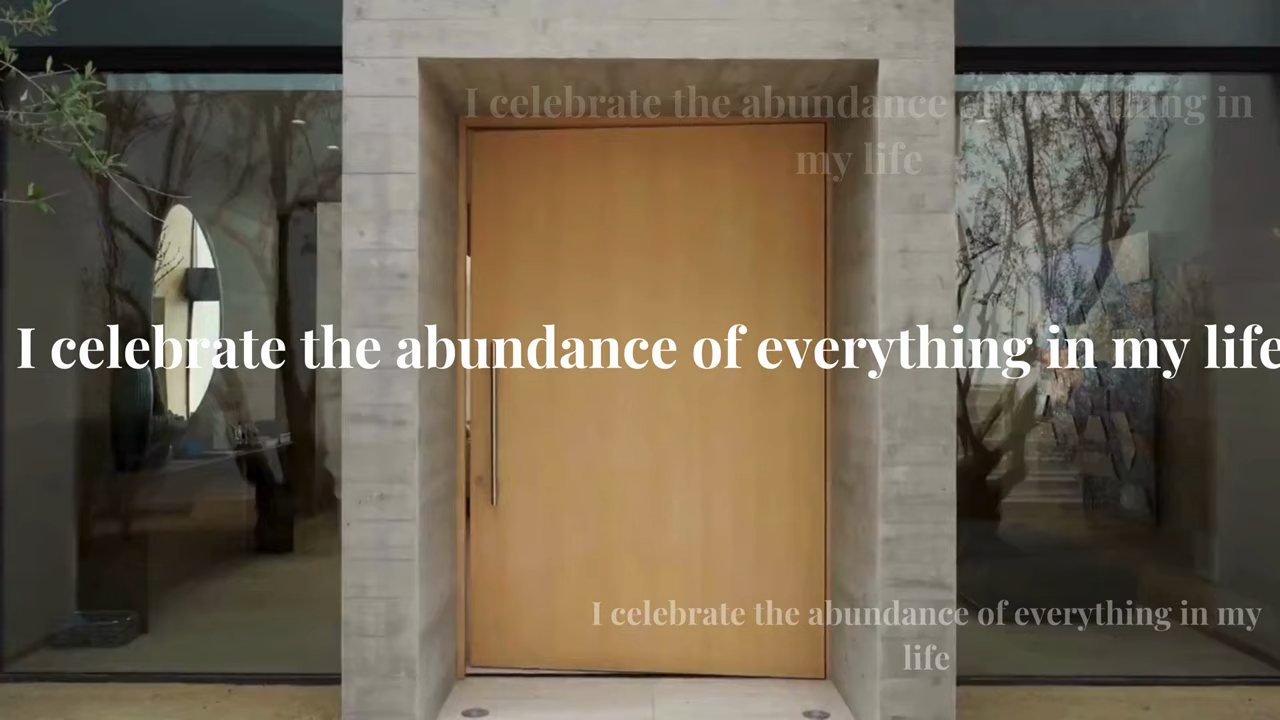 I celebrate the abundance of everything in
my life
I celebrate the abundance of everything in my life
I celebrate the abundance of everything in my
life